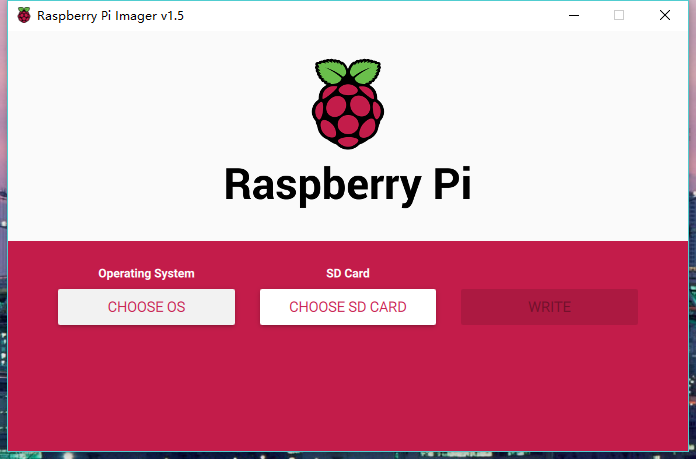 Raspberry Pi Imager v1.5
Raspberry Pi
Operating System
SD Card
CHOOSE OS
CHOOSE SD CARD
WRITE